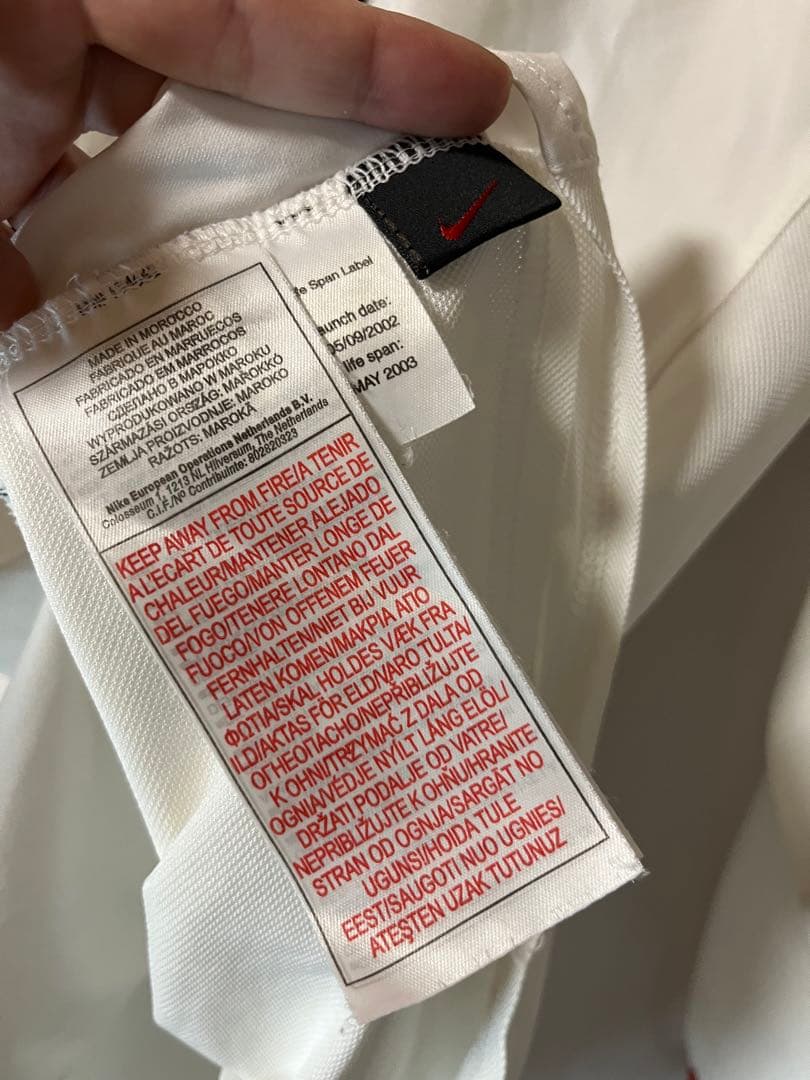 MADE IN MOROCCO
FABRIQUE AU MAROC
FABRICADO EN MARRUECOS
FABRICADO EM MARROCOS
СДЕЛАНО В МАРОККО
WYPRODUKOWANO W MAROKU
SZÁRMAZÁSI ORSZÁG: MAROKKÓ
ZEMLJA PROIZVODNJE: MAROKO
RAŽOTS: MAROKĀ
Nike European Operations Netherlands B.V.
Colosseum 1, 1213 NL Hilversum, The Netherlands
C.I.F./Nº Contribuinte: 802620323
KEEP AWAY FROM FIRE/A TENIR
A L'ECART DE TOUTE SOURCE DE
CHALEUR/MANTENER ALEJADO
DEL FUEGO/MANTER LONGE DE
FOGO/TENERE LONTANO DAL
FUOCO/VON OFFENEM FEUER
FERNHALTEN/NIET BIJ VUUR
LATEN KOMEN/ΜΑΚΡΙΑ ΑΠΟ
ΦΩΤΙΑ/SKAL HOLDES VÆK FRA
ILD/AKTAS FÖR ELD/VARO TULTA/
ОГНЕОПАСНО/NEPŘIBLIŽUJTE
K OHNI/TRZYMAĆ Z DALA OD
OGNIA/VÉDJE NYÍLT LÁNG ELŐL/
DRŽATI PODALJE OD VATRE/
NEPRIBLIŽUJTE K OHŇU/HRANITE
STRAN OD OGNJA/SARGĀT NO
UGUNS/HOIDA TULE
EEST/SAUGOTI NUO UGNIES/
ATEŞTEN UZAK TUTUNUZ
fe Span Label
aunch date:
05/09/2002
life span:
MAY 2003